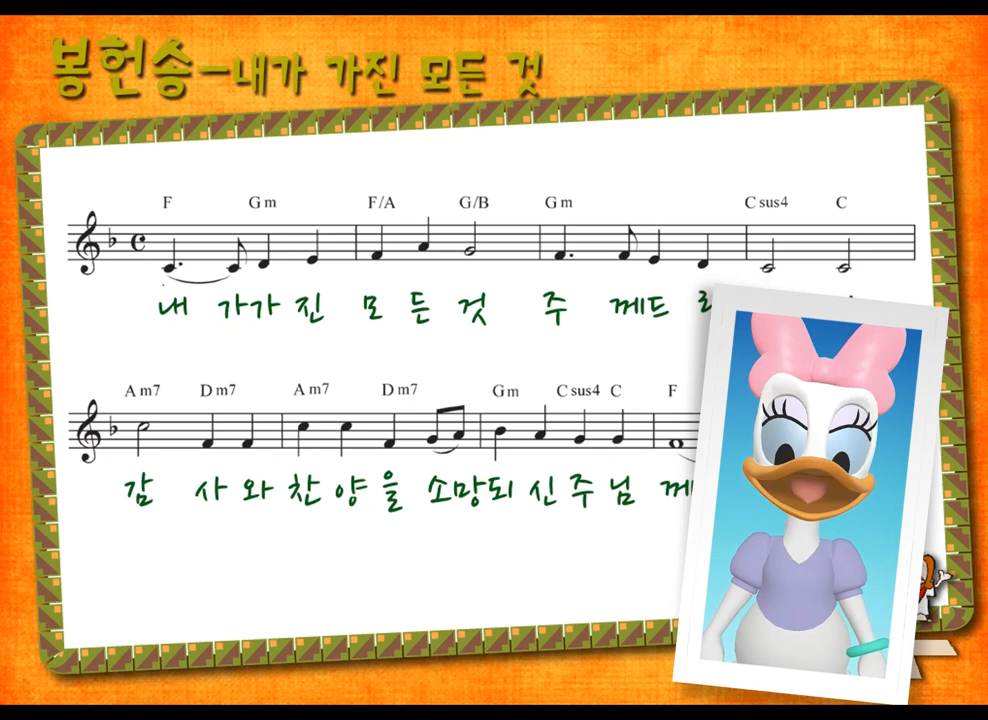 봉헌송-내가 가진 모든 것
F Gm F/A G/B Gm Csus4 C
내 가가 진 모 든 것 주 께드
Am7 Dm7 Am7 Dm7 Gm Csus4 C F
감 사 와 찬 양 을 소망되 신 주 님 께